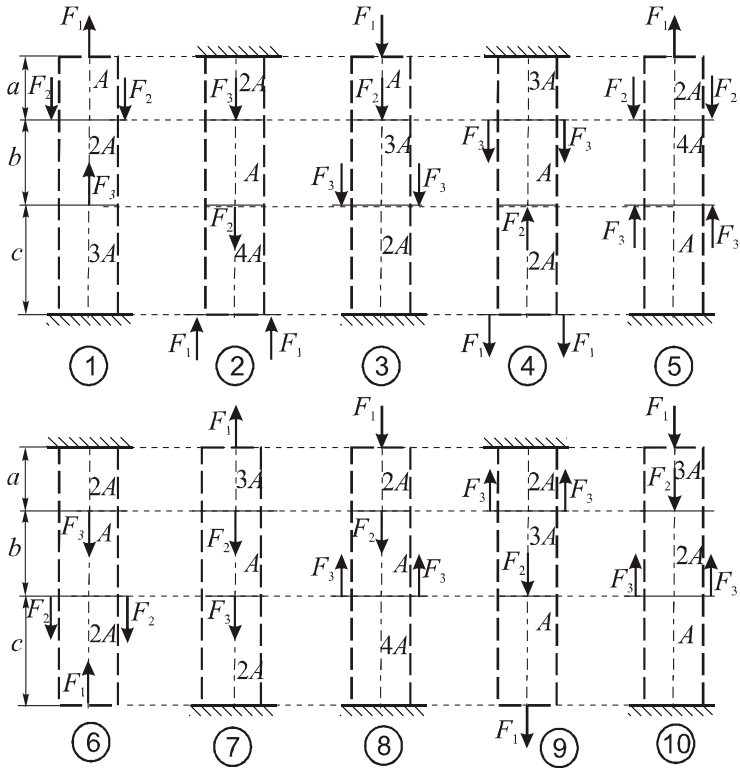 F₁ F₁ F₁
a F₂ A F₂ F₃ 2A F₂ A 3A F₂ 2A F₂
b 2A F₃ A F₃ 3A F₃ F₃ A F₃ 4A
c 3A F₂ 4A 2A F₂ 2A F₃ A F₃
F₁ F₁ F₁ F₁
1 2 3 4 5
F₁ F₁ F₁
a 2A 3A 2A F₃ 2A F₃ F₂ 3A
b F₃ A F₂ A F₂ F₃ A F₃ 3A F₂ F₃ 2A F₃
c F₂ 2A F₂ F₁ F₃ 2A 4A A A
F₁
6 7 8 9 10